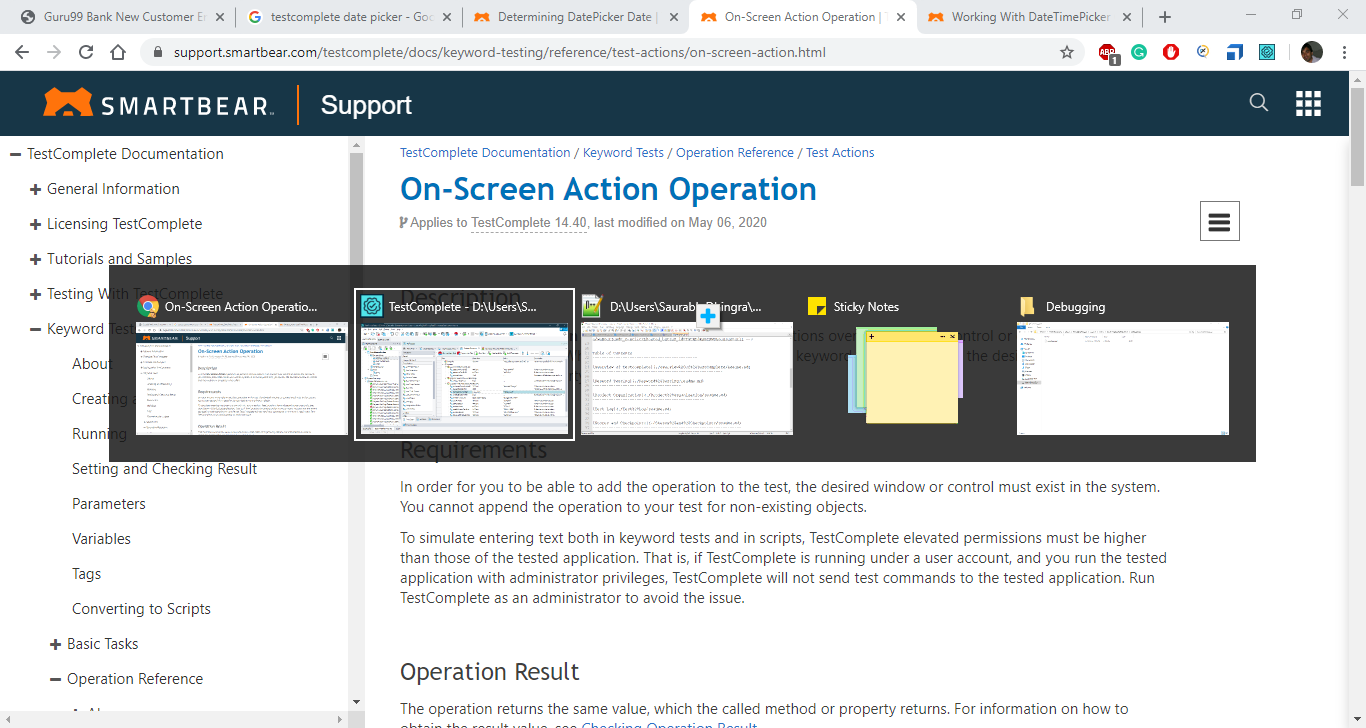 Guru99 Bank New Customer E
testcomplete date picker - Goo
Determining DatePicker Date |
On-Screen Action Operation | T
Working With DateTimePicker
support.smartbear.com/testcomplete/docs/keyword-testing/reference/test-actions/on-screen-action.html
ABP
1
SMARTBEAR
Support
TestComplete Documentation
General Information
Licensing TestComplete
Tutorials and Samples
Testing With TestComplete
Keyword Test
About
Creating a
Running
Setting and Checking Result
Parameters
Variables
Tags
Converting to Scripts
Basic Tasks
Operation Reference
TestComplete Documentation / Keyword Tests / Operation Reference / Test Actions
On-Screen Action Operation
Applies to TestComplete 14.40, last modified on May 06, 2020
Description
On-Screen Action Operatio...
TestComplete - D:\Users\S...
D:\Users\Saurabh Dhingra\...
Sticky Notes
Debugging
Requirements
In order for you to be able to add the operation to the test, the desired window or control must exist in the system.
You cannot append the operation to your test for non-existing objects.
To simulate entering text both in keyword tests and in scripts, TestComplete elevated permissions must be higher
than those of the tested application. That is, if TestComplete is running under a user account, and you run the tested
application with administrator privileges, TestComplete will not send test commands to the tested application. Run
TestComplete as an administrator to avoid the issue.
Operation Result
The operation returns the same value, which the called method or property returns. For information on how to
obtain the result value, see Checking Operation Result.